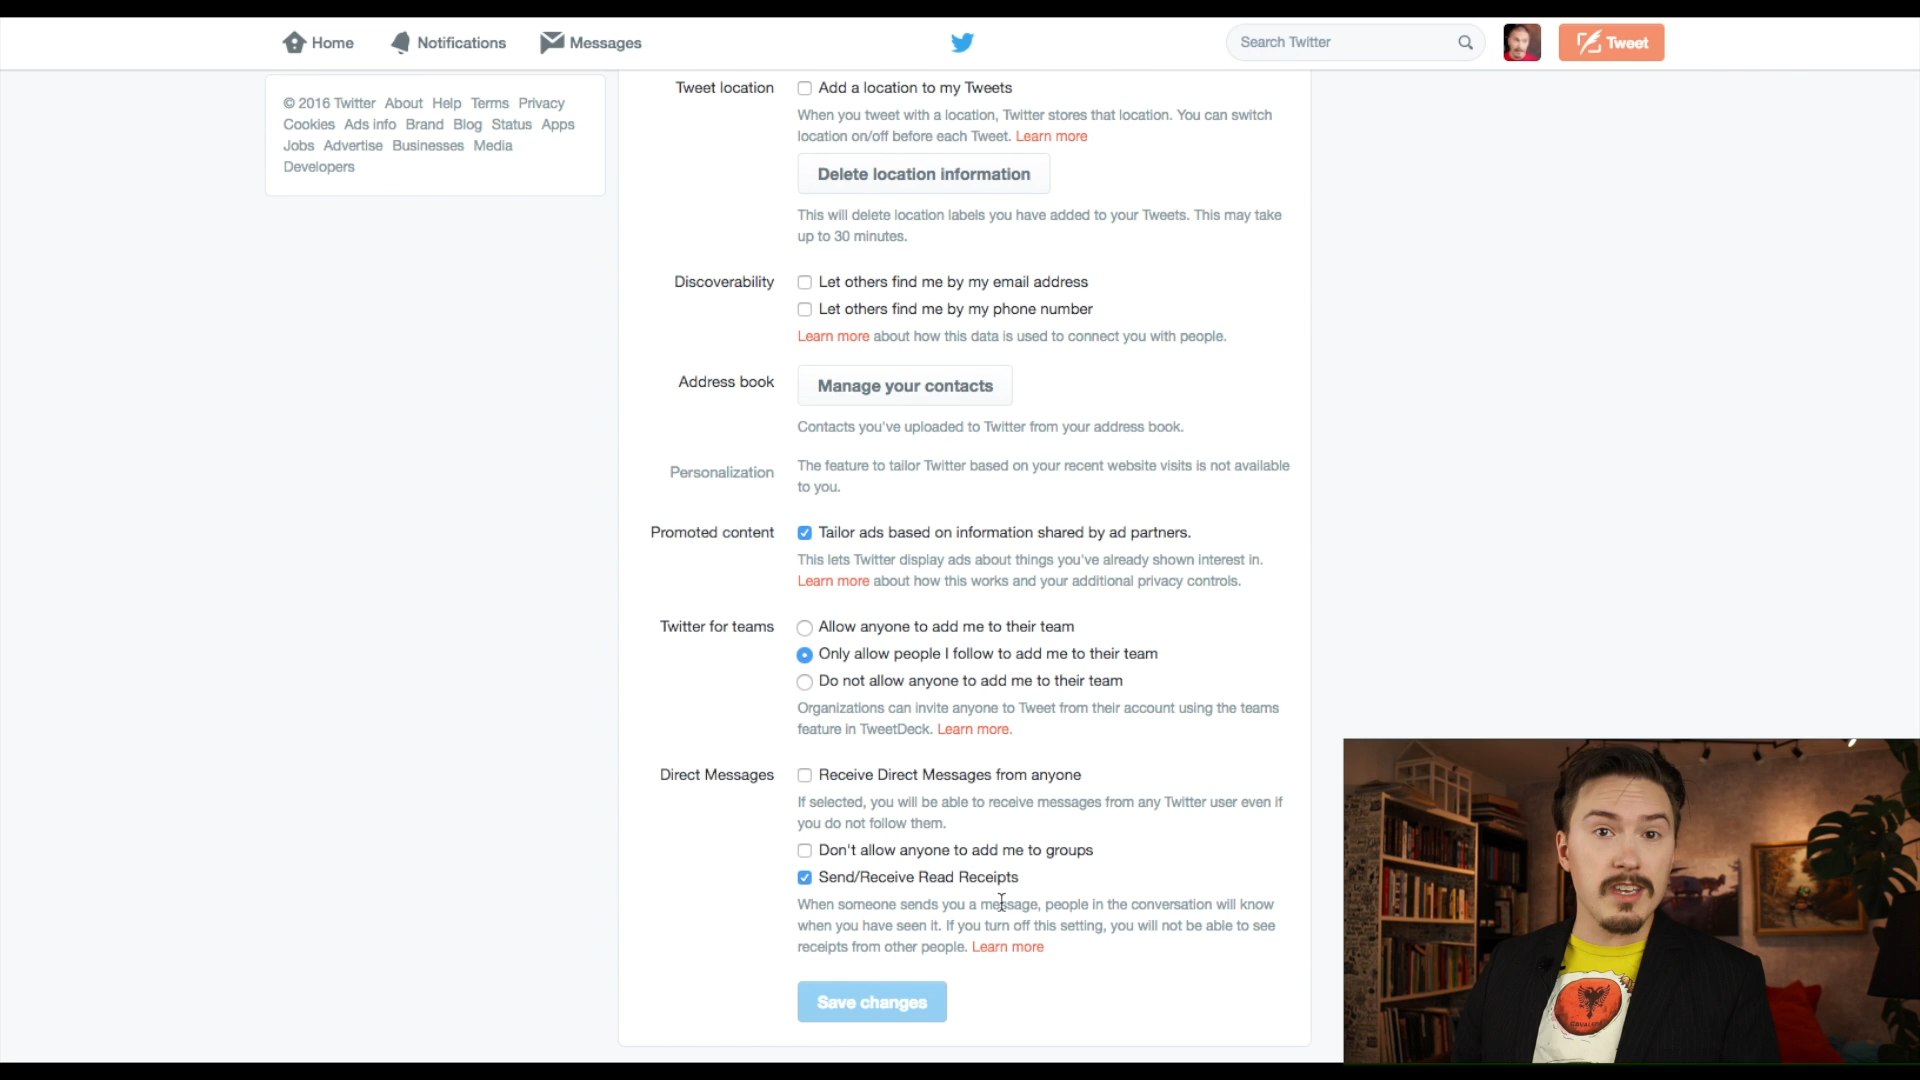 Home Notifications Messages
Search Twitter
Tweet
© 2016 Twitter About Help Terms Privacy
Cookies Ads info Brand Blog Status Apps
Jobs Advertise Businesses Media
Developers
Tweet location
Add a location to my Tweets
When you tweet with a location, Twitter stores that location. You can switch
location on/off before each Tweet. Learn more
Delete location information
This will delete location labels you have added to your Tweets. This may take
up to 30 minutes.
Discoverability
Let others find me by my email address
Let others find me by my phone number
Learn more about how this data is used to connect you with people.
Address book
Manage your contacts
Contacts you've uploaded to Twitter from your address book.
Personalization
The feature to tailor Twitter based on your recent website visits is not available
to you.
Promoted content
Tailor ads based on information shared by ad partners.
This lets Twitter display ads about things you've already shown interest in.
Learn more about how this works and your additional privacy controls.
Twitter for teams
Allow anyone to add me to their team
Only allow people I follow to add me to their team
Do not allow anyone to add me to their team
Organizations can invite anyone to Tweet from their account using the teams
feature in TweetDeck. Learn more.
Direct Messages
Receive Direct Messages from anyone
If selected, you will be able to receive messages from any Twitter user even if
you do not follow them.
Don't allow anyone to add me to groups
Send/Receive Read Receipts
When someone sends you a message, people in the conversation will know
when you have seen it. If you turn off this setting, you will not be able to see
receipts from other people. Learn more
Save changes